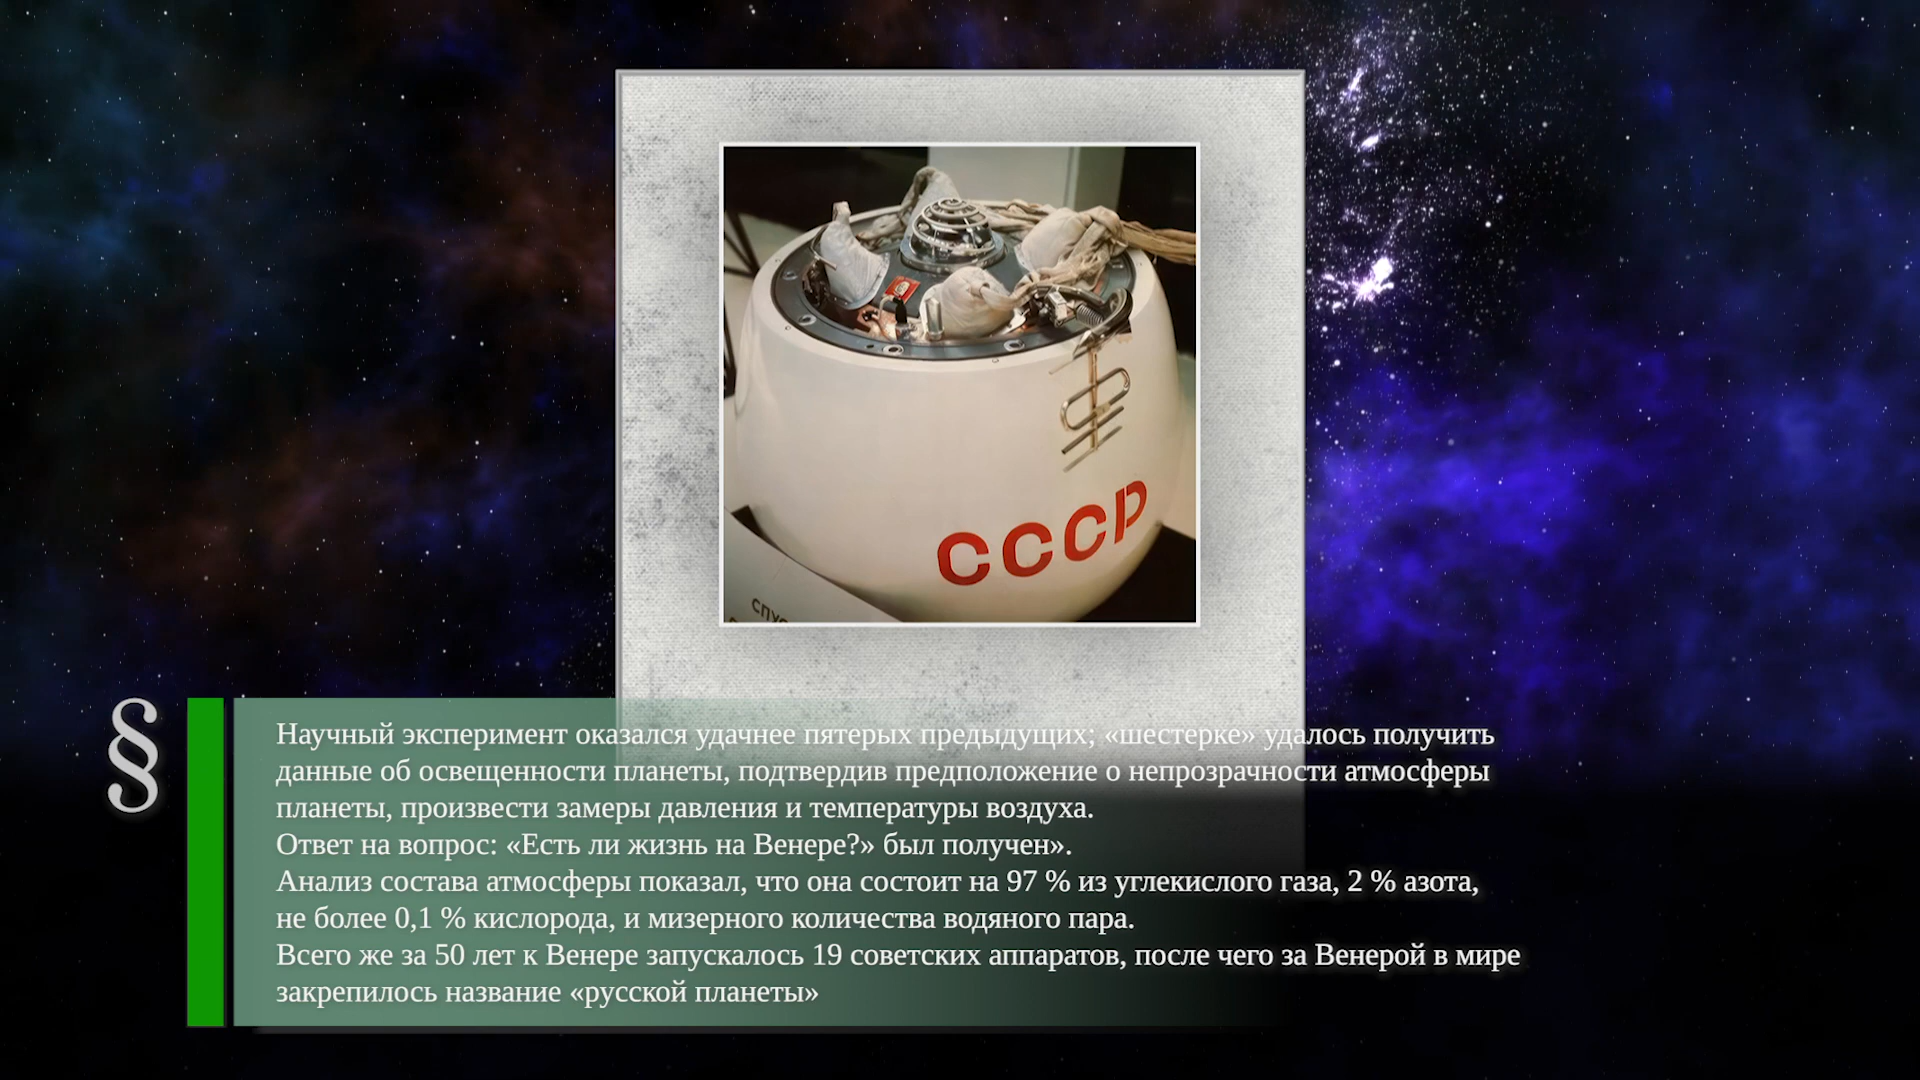 СССР
СПУС
§
Научный эксперимент оказался удачнее пятерых предыдущих; «шестерке» удалось получить
данные об освещенности планеты, подтвердив предположение о непрозрачности атмосферы
планеты, произвести замеры давления и температуры воздуха.
Ответ на вопрос: «Есть ли жизнь на Венере?» был получен».
Анализ состава атмосферы показал, что она состоит на 97 % из углекислого газа, 2 % азота,
не более 0,1 % кислорода, и мизерного количества водяного пара.
Всего же за 50 лет к Венере запускалось 19 советских аппаратов, после чего за Венерой в мире
закрепилось название «русской планеты»